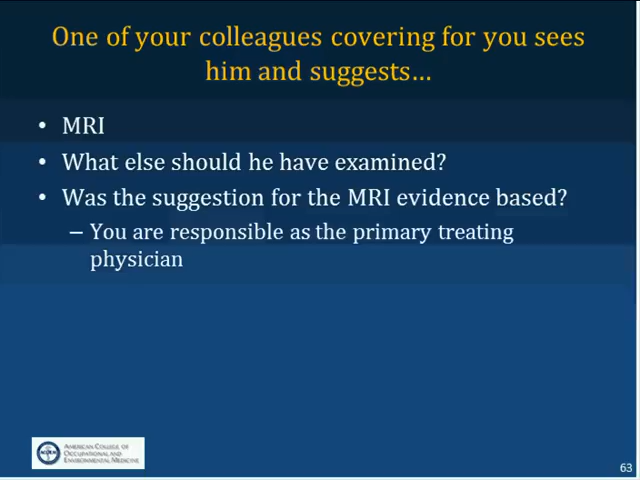 One of your colleagues covering for you sees
him and suggests…
• MRI
• What else should he have examined?
• Was the suggestion for the MRI evidence based?
– You are responsible as the primary treating
physician
American College of
Occupational and
Environmental Medicine
63